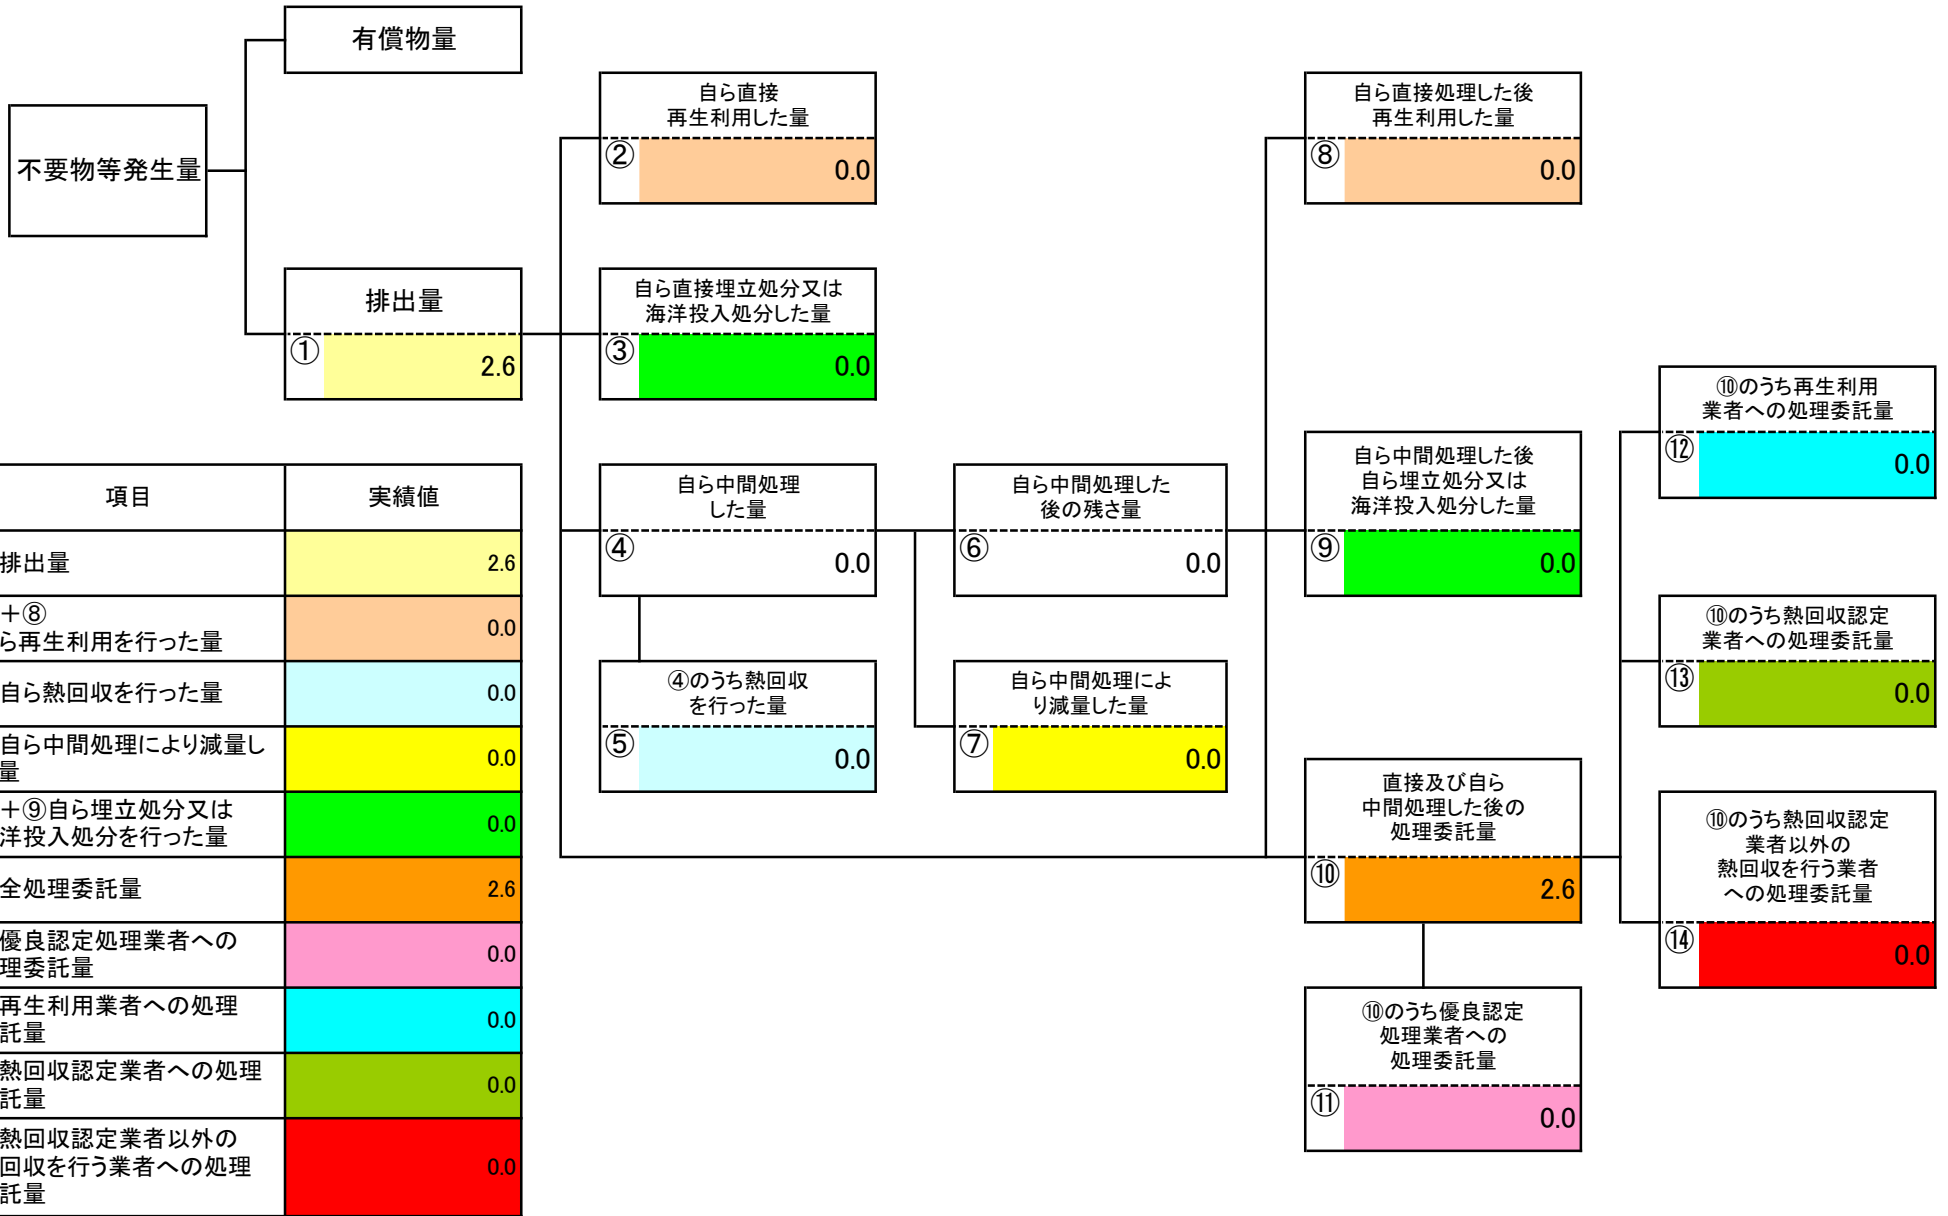 有償物量
不要物等発生量
排出量
①
2.6
自ら直接
再生利用した量
②
0.0
自ら直接埋立処分又は
海洋投入処分した量
③
0.0
自ら中間処理
した量
④
0.0
④のうち熱回収
を行った量
⑤
0.0
自ら中間処理した
後の残さ量
⑥
0.0
自ら中間処理によ
り減量した量
⑦
0.0
自ら直接処理した後
再生利用した量
⑧
0.0
自ら中間処理した後
自ら埋立処分又は
海洋投入処分した量
⑨
0.0
直接及び自ら
中間処理した後の
処理委託量
⑩
2.6
⑩のうち優良認定
処理業者への
処理委託量
⑪
0.0
⑩のうち再生利用
業者への処理委託量
⑫
0.0
⑩のうち熱回収認定
業者への処理委託量
⑬
0.0
⑩のうち熱回収認定
業者以外の
熱回収を行う業者
への処理委託量
⑭
0.0
項目 実績値
排出量 2.6
+⑧
ら再生利用を行った量 0.0
自ら熱回収を行った量 0.0
自ら中間処理により減量し
量 0.0
+⑨自ら埋立処分又は
洋投入処分を行った量 0.0
全処理委託量 2.6
優良認定処理業者への
理委託量 0.0
再生利用業者への処理
託量 0.0
熱回収認定業者への処理
託量 0.0
熱回収認定業者以外の
回収を行う業者への処理
託量 0.0